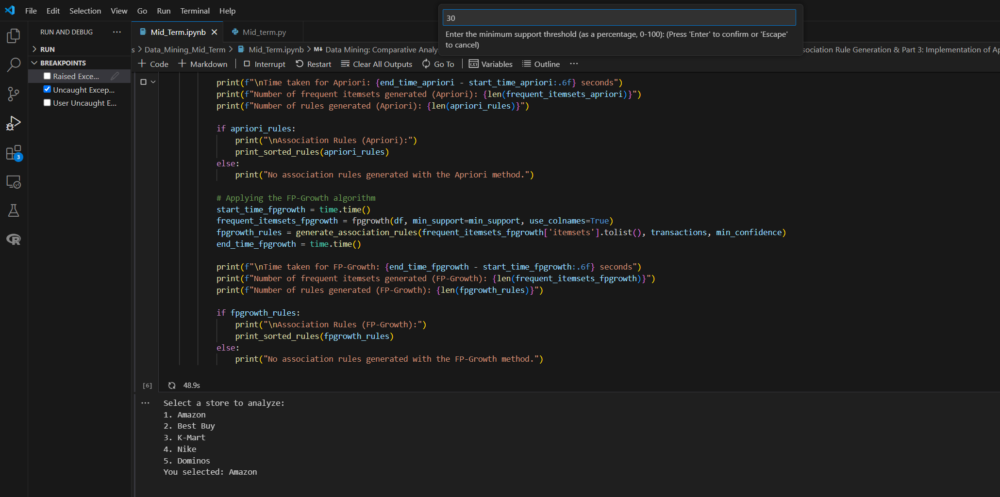 File Edit Selection View Go Run Terminal Help
30
Enter the minimum support threshold (as a percentage, 0-100): (Press 'Enter' to confirm or 'Escape'
to cancel)
RUN AND DEBUG ···
Mid_Term.ipynb
Mid_term.py
RUN
BREAKPOINTS
Raised Exce...
Uncaught Excep...
User Uncaught E...
3
s > Data_Mining_Mid_Term > Mid_Term.ipynb > M↓ Data Mining: Comparative Analys
ssociation Rule Generation & Part 3: Implementation of Ap
+ Code + Markdown | Interrupt Restart Clear All Outputs Go To | Variables Outline ···
print(f"\nTime taken for Apriori: {end_time_apriori - start_time_apriori:.6f} seconds")
print(f"Number of frequent itemsets generated (Apriori): {len(frequent_itemsets_apriori)}")
print(f"Number of rules generated (Apriori): {len(apriori_rules)}")
if apriori_rules:
print("\nAssociation Rules (Apriori):")
print_sorted_rules(apriori_rules)
else:
print("No association rules generated with the Apriori method.")
# Applying the FP-Growth algorithm
start_time_fpgrowth = time.time()
frequent_itemsets_fpgrowth = fpgrowth(df, min_support=min_support, use_colnames=True)
fpgrowth_rules = generate_association_rules(frequent_itemsets_fpgrowth['itemsets'].tolist(), transactions, min_confidence)
end_time_fpgrowth = time.time()
print(f"\nTime taken for FP-Growth: {end_time_fpgrowth - start_time_fpgrowth:.6f} seconds")
print(f"Number of frequent itemsets generated (FP-Growth): {len(frequent_itemsets_fpgrowth)}")
print(f"Number of rules generated (FP-Growth): {len(fpgrowth_rules)}")
if fpgrowth_rules:
print("\nAssociation Rules (FP-Growth):")
print_sorted_rules(fpgrowth_rules)
else:
print("No association rules generated with the FP-Growth method.")
[6] 48.9s
··· Select a store to analyze:
1. Amazon
2. Best Buy
3. K-Mart
4. Nike
5. Dominos
You selected: Amazon